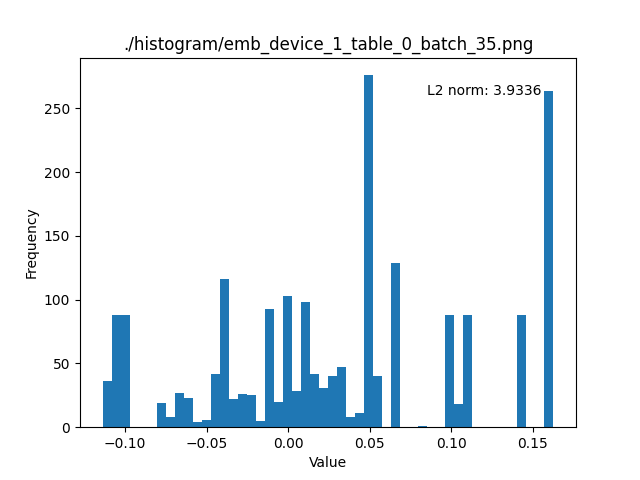 ./histogram/emb_device_1_table_0_batch_35.png
L2 norm: 3.9336
250
200
150
100
50
0
Frequency
−0.10 −0.05 0.00 0.05 0.10 0.15
Value